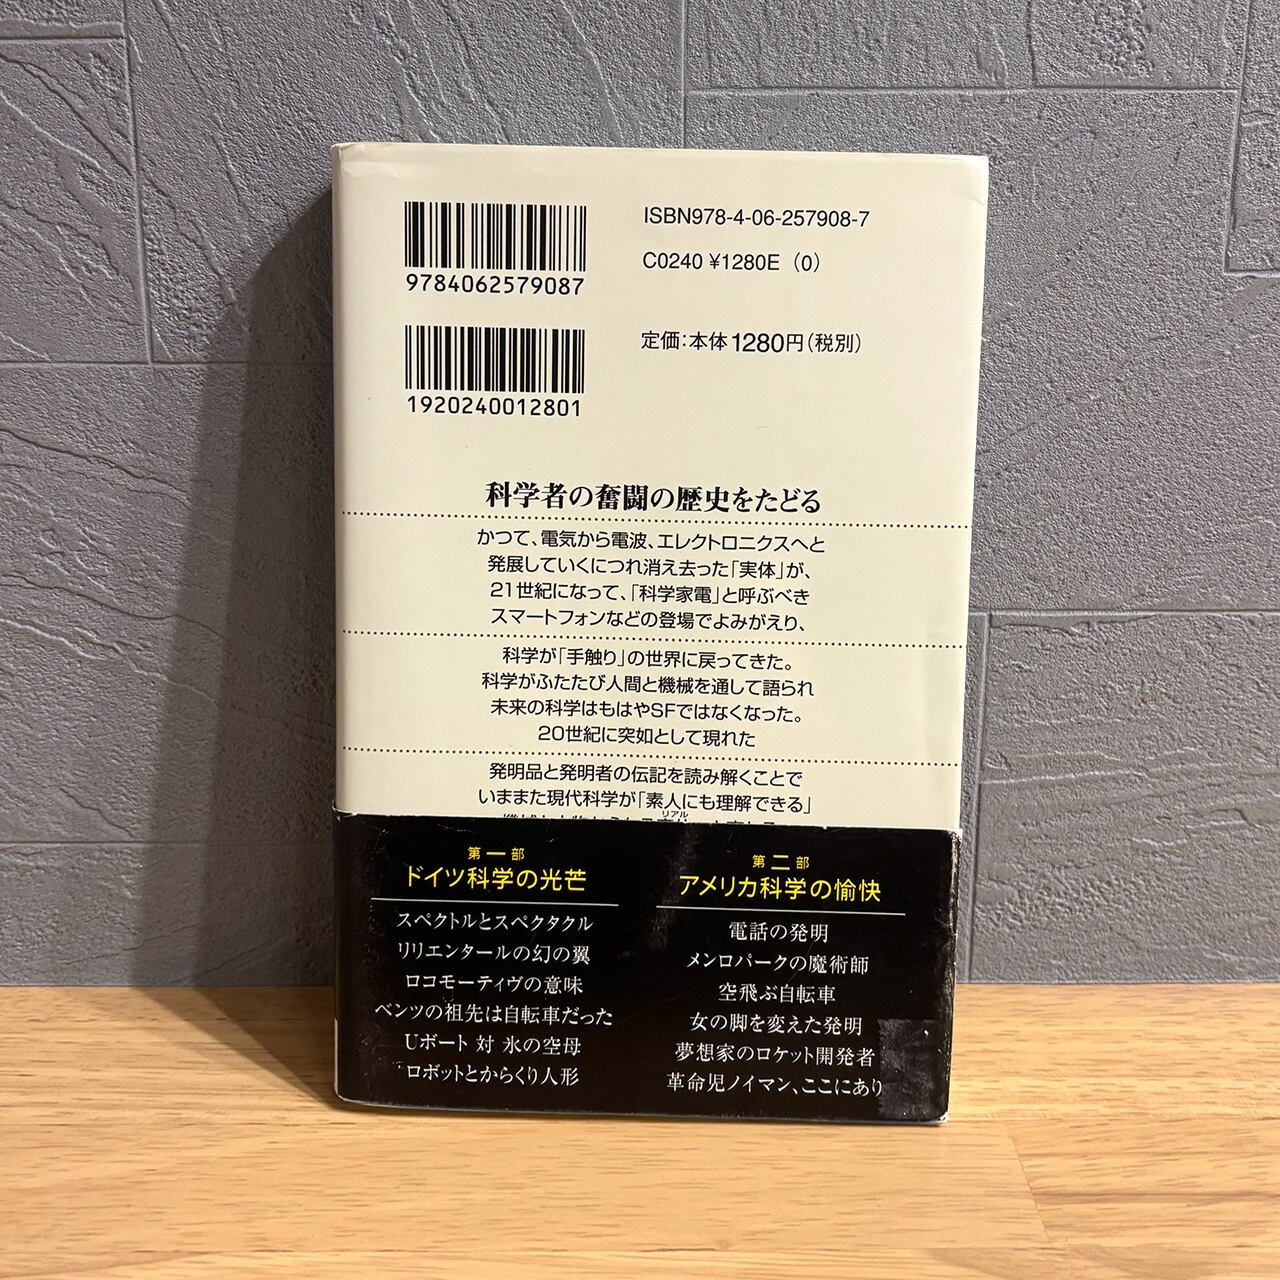 9784062579087
ISBN978-4-06-257908-7
C0240 ¥1280E (0)
1920240012801
定価:本体1280円(税別)
科学者の奮闘の歴史をたどる
かつて、電気から電波、エレクトロニクスへと
発展していくにつれ消え去った「実体」が、
21世紀になって、「科学家電」と呼ぶべき
スマートフォンなどの登場でよみがえり、
科学が「手触り」の世界に戻ってきた。
科学がふたたび人間と機械を通して語られ
未来の科学はもはやSFではなくなった。
20世紀に突如として現れた
発明品と発明者の伝記を読み解くことで
いままた現代科学が「素人にも理解できる」
リアル
第一部
ドイツ科学の光芒
スペクトルとスペクタクル
リリエンタールの幻の翼
ロコモーティヴの意味
ベンツの祖先は自転車だった
Uボート 対 氷の空母
ロボットとからくり人形
第二部
アメリカ科学の愉快
電話の発明
メンロパークの魔術師
空飛ぶ自転車
女の脚を変えた発明
夢想家のロケット開発者
革命児ノイマン、ここにあり